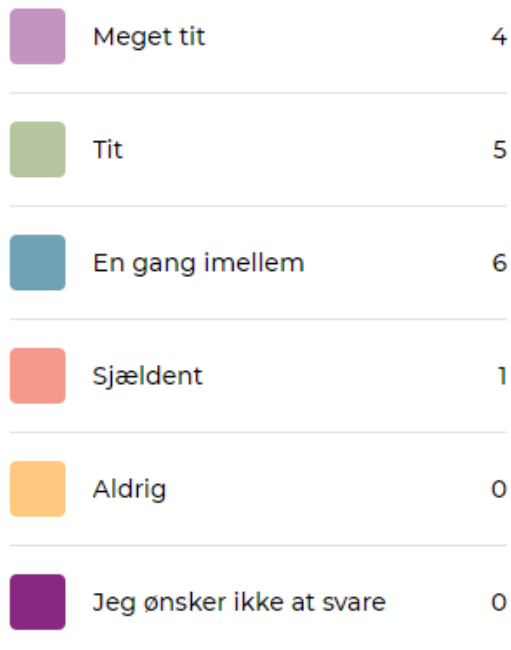 Meget tit 4
Tit 5
En gang imellem 6
Sjældent 1
Aldrig 0
Jeg ønsker ikke at svare 0